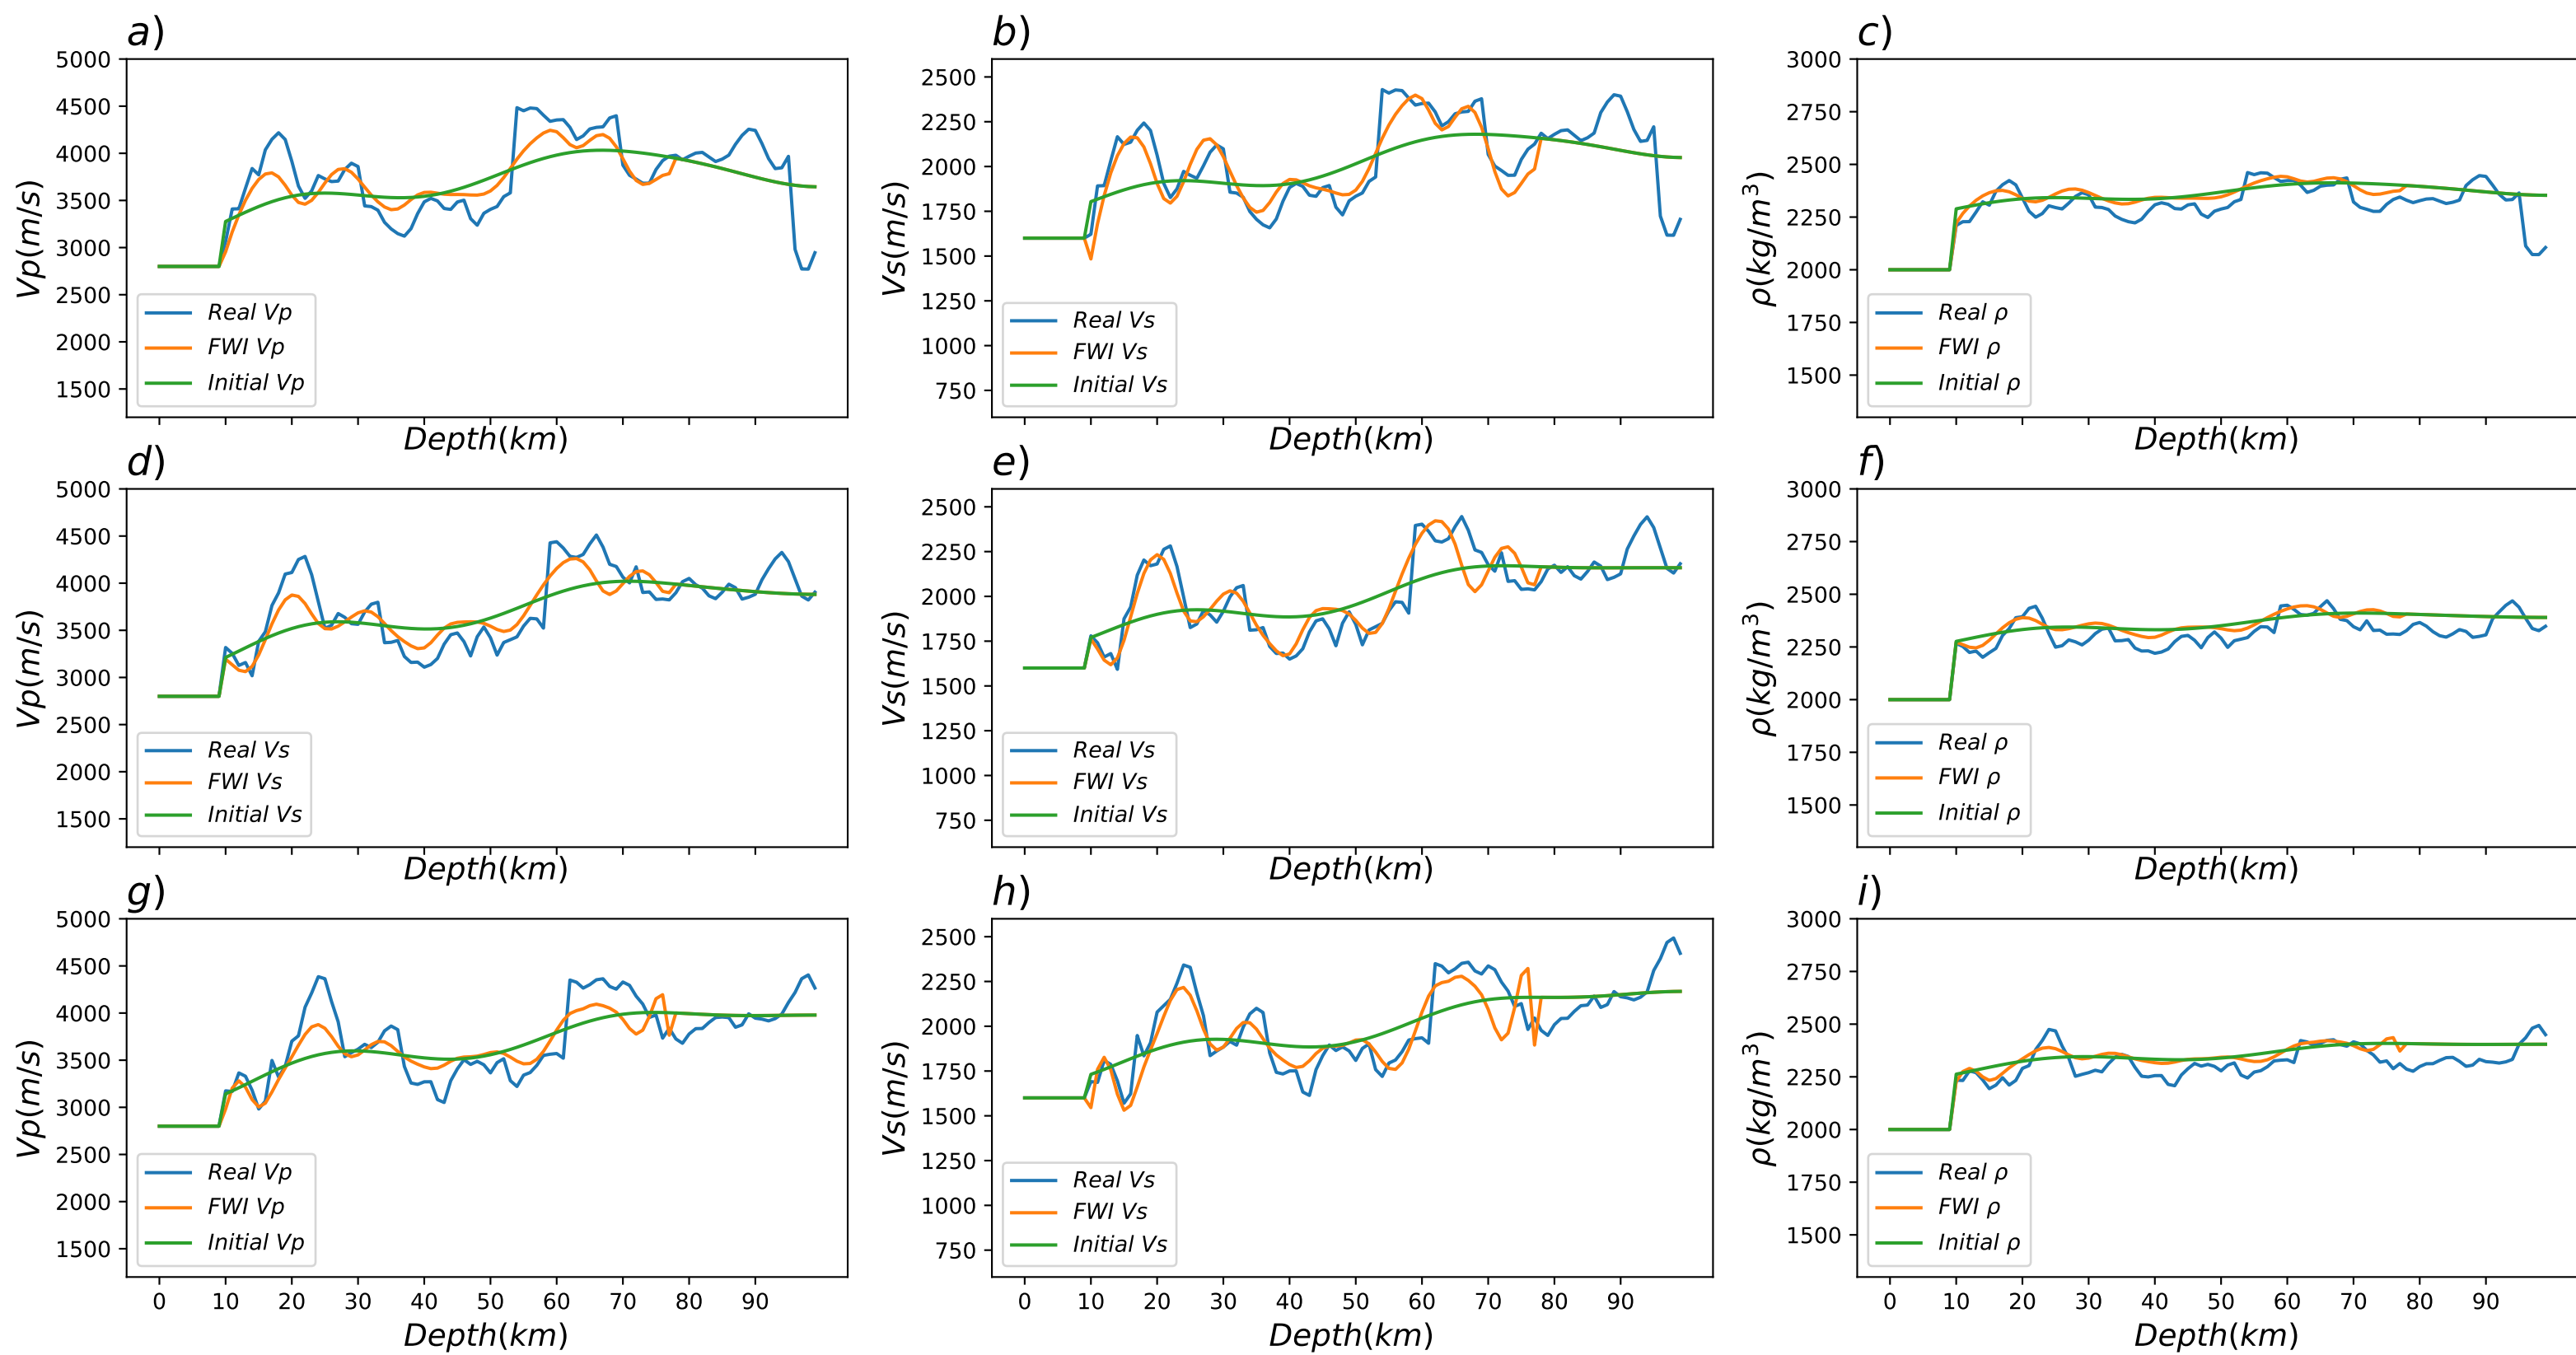 a)
5000
4500
4000
3500
3000
2500
2000
1500
Vp(m/s)
Real Vp
FWI Vp
Initial Vp
Depth(km)
b)
2500
2250
2000
1750
1500
1250
1000
750
Vs(m/s)
Real Vs
FWI Vs
Initial Vs
Depth(km)
c)
3000
2750
2500
2250
2000
1750
1500
ρ(kg/m³)
Real ρ
FWI ρ
Initial ρ
Depth(km)
d)
5000
4500
4000
3500
3000
2500
2000
1500
Vp(m/s)
Real Vs
FWI Vs
Initial Vs
Depth(km)
e)
2500
2250
2000
1750
1500
1250
1000
750
Vs(m/s)
Real Vs
FWI Vs
Initial Vs
Depth(km)
f)
3000
2750
2500
2250
2000
1750
1500
ρ(kg/m³)
Real ρ
FWI ρ
Initial ρ
Depth(km)
g)
5000
4500
4000
3500
3000
2500
2000
1500
Vp(m/s)
Real Vp
FWI Vp
Initial Vp
0 10 20 30 40 50 60 70 80 90
Depth(km)
h)
2500
2250
2000
1750
1500
1250
1000
750
Vs(m/s)
Real Vs
FWI Vs
Initial Vs
0 10 20 30 40 50 60 70 80 90
Depth(km)
i)
3000
2750
2500
2250
2000
1750
1500
ρ(kg/m³)
Real ρ
FWI ρ
Initial ρ
0 10 20 30 40 50 60 70 80 90
Depth(km)